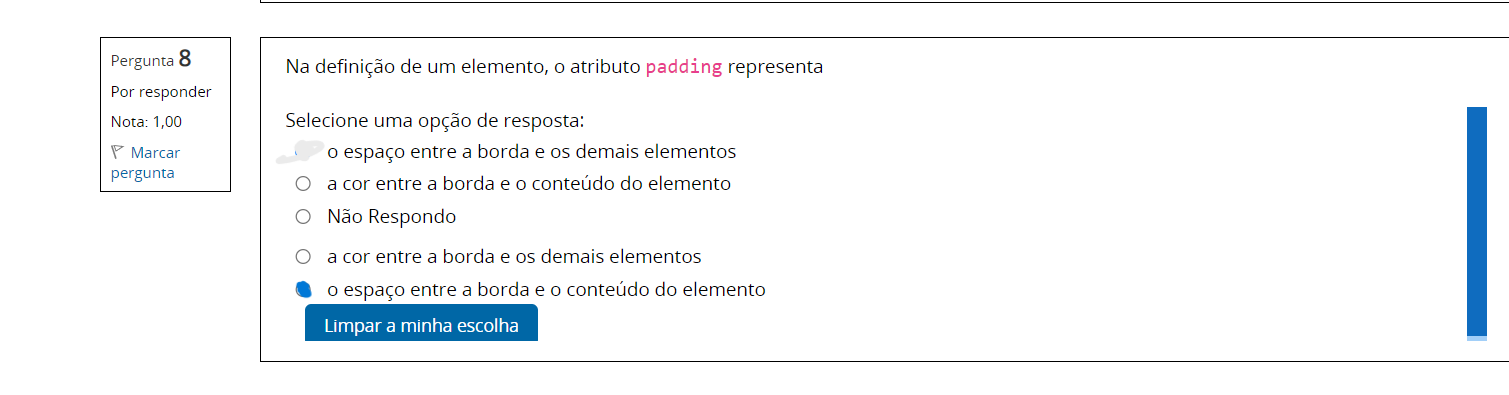 Pergunta 8
Por responder
Nota: 1,00
Marcar
pergunta
Na definição de um elemento, o atributo padding representa
Selecione uma opção de resposta:
o espaço entre a borda e os demais elementos
a cor entre a borda e o conteúdo do elemento
Não Respondo
a cor entre a borda e os demais elementos
o espaço entre a borda e o conteúdo do elemento
Limpar a minha escolha